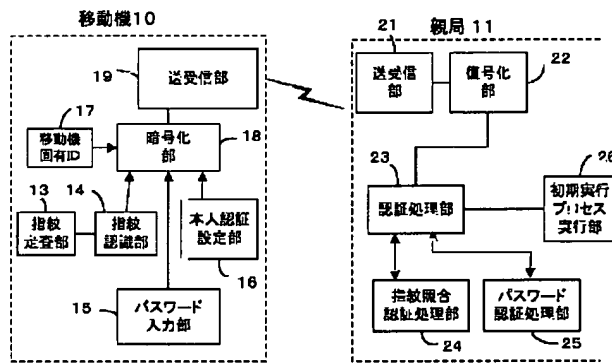 移動機10
19
送受信部
17
移動機
固有ID
暗号化
部
18
13
14
指紋
走査部
指紋
認識部
本人認証
設定部
16
15
パスワード
入力部
親局 11
21
送受信
部
復号化
部
22
23
認証処理部
26
初期実行
プロセス
実行部
指紋照合
認証処理部
24
パスワード
認証処理部
25